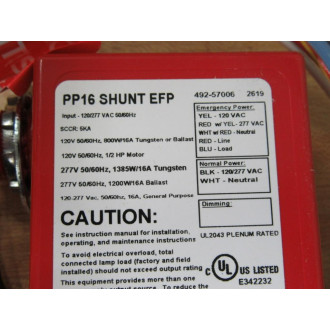 PP16 SHUNT EFP
492-57006 2619
Input - 120/277 VAC 50/60Hz
SCCR: 5KA
120V 50/60Hz, 800W/16A Tungsten or Ballast
120V 50/60Hz, 1/2 HP Motor
277V 50/60Hz, 1385W/16A Tungsten
277V 50/60Hz, 1200W/16A Ballast
120-277 Vac, 50/60hz, 16A, General Purpose
Emergency Power:
YEL - 120 VAC
RED w/ YEL- 277 VAC
WHT w/ RED - Neutral
RED - Line
BLU - Load
Normal Power:
BLK - 120/277 VAC
WHT - Neutral
Dimming:
UL2043 PLENUM RATED
CAUTION:
See instruction manual for installation,
operating, and maintenance instructions
To avoid electrical overload, total
connected lamp load (factory and field
installed) should not exceed output rating
This equipment provides more than one
C UL US LISTED
E342232